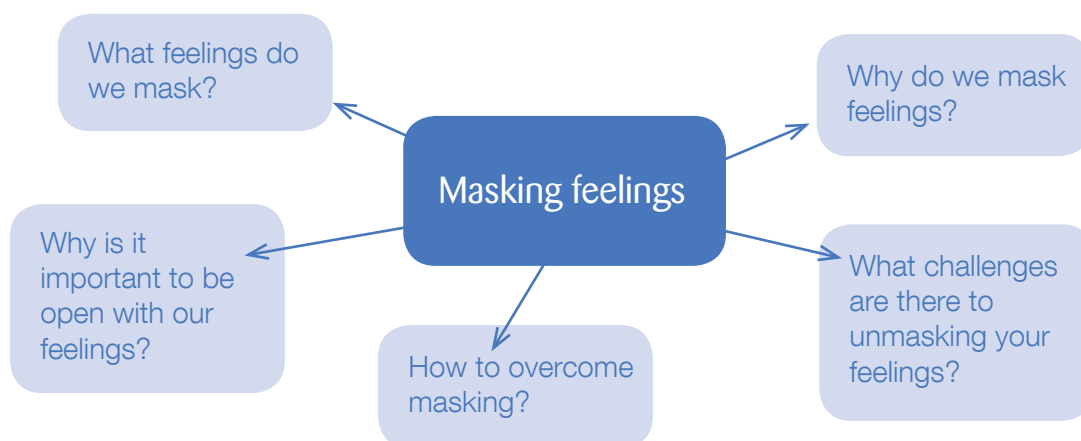 What feelings do
we mask?
Why do we mask
feelings?
Masking feelings
Why is it
important to be
open with our
feelings?
What challenges
are there to
unmasking your
feelings?
How to overcome
masking?